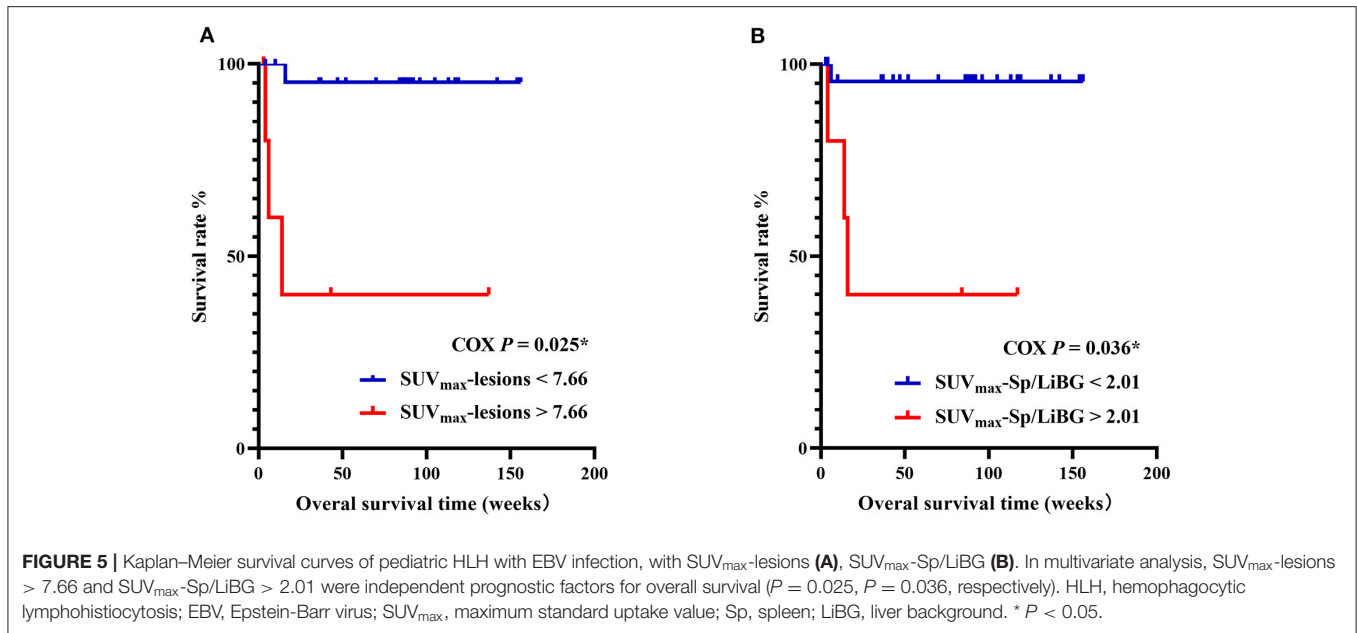 A
100
50
0
Survival rate %
0 50 100 150 200
Overal survival time (weeks)
COX P = 0.025*
SUVmax-lesions < 7.66
SUVmax-lesions > 7.66
B
100
50
0
Survival rate %
0 50 100 150 200
Overal survival time (weeks)
COX P = 0.036*
SUVmax-Sp/LiBG < 2.01
SUVmax-Sp/LiBG > 2.01
FIGURE 5 | Kaplan–Meier survival curves of pediatric HLH with EBV infection, with SUVmax-lesions (A), SUVmax-Sp/LiBG (B). In multivariate analysis, SUVmax-lesions
> 7.66 and SUVmax-Sp/LiBG > 2.01 were independent prognostic factors for overall survival (P = 0.025, P = 0.036, respectively). HLH, hemophagocytic
lymphohistiocytosis; EBV, Epstein-Barr virus; SUVmax, maximum standard uptake value; Sp, spleen; LiBG, liver background. * P < 0.05.